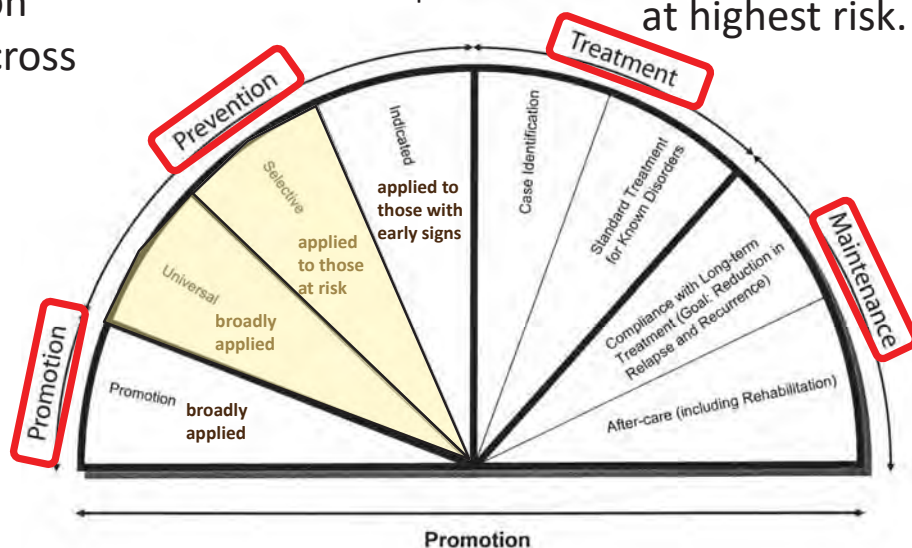 on
cross
at highest risk.
Prevention
Treatment
Promotion
Maintenance
Promotion
broadly
applied
Universal
broadly
applied
Selective
applied
to those
at risk
Indicated
applied to
those with
early signs
Case Identification
Standard Treatment
for Known Disorders
Compliance with Long-term
Treatment (Goal: Reduction in
Relapse and Recurrence)
After-care (including Rehabilitation)
Promotion